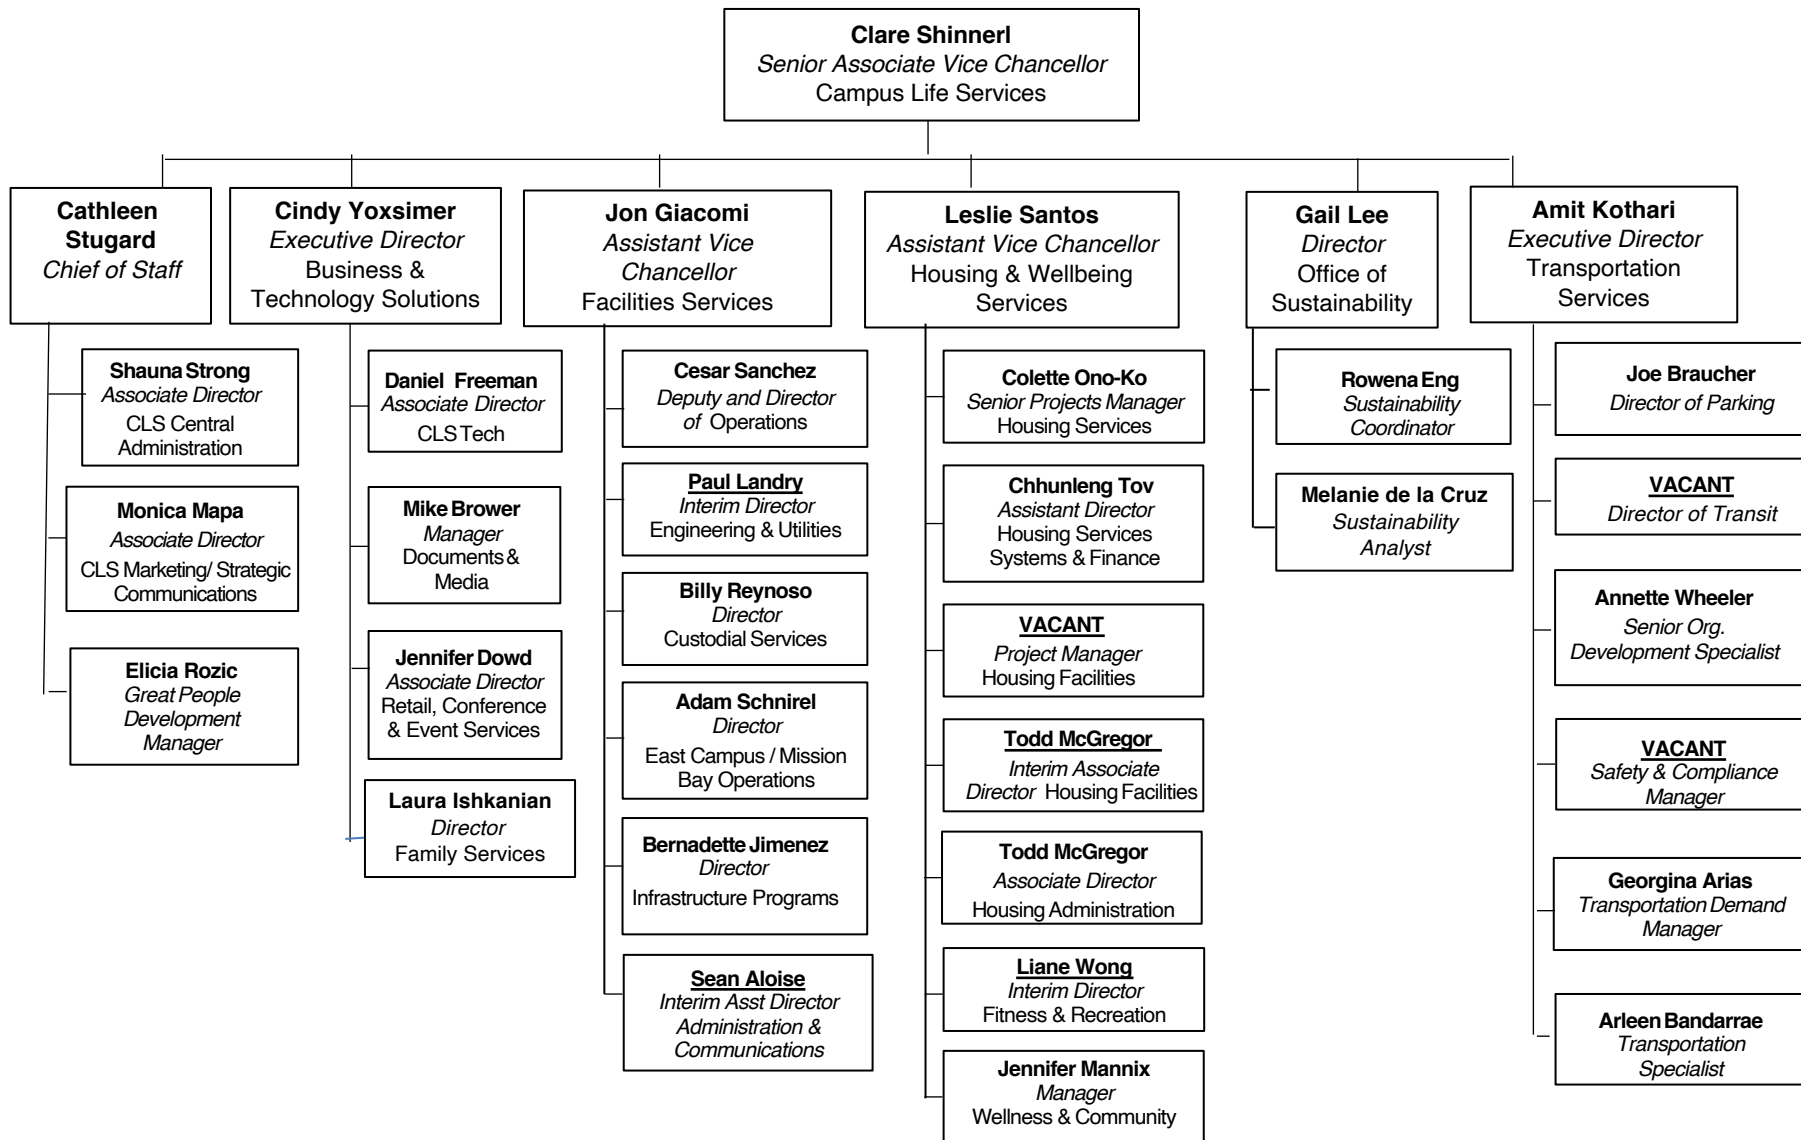 Clare Shinnerl
Senior Associate Vice Chancellor
Campus Life Services
Cathleen
Stugard
Chief of Staff
Cindy Yoxsimer
Executive Director
Business &
Technology Solutions
Jon Giacomi
Assistant Vice
Chancellor
Facilities Services
Leslie Santos
Assistant Vice Chancellor
Housing & Wellbeing
Services
Gail Lee
Director
Office of
Sustainability
Amit Kothari
Executive Director
Transportation
Services
Shauna Strong
Associate Director
CLS Central
Administration
Monica Mapa
Associate Director
CLS Marketing/ Strategic
Communications
Elicia Rozic
Great People
Development
Manager
Daniel Freeman
Associate Director
CLS Tech
Mike Brower
Manager
Documents &
Media
Jennifer Dowd
Associate Director
Retail, Conference
& Event Services
Laura Ishkanian
Director
Family Services
Cesar Sanchez
Deputy and Director
of Operations
Paul Landry
Interim Director
Engineering & Utilities
Billy Reynoso
Director
Custodial Services
Adam Schnirel
Director
East Campus / Mission
Bay Operations
Bernadette Jimenez
Director
Infrastructure Programs
Sean Aloise
Interim Asst Director
Administration &
Communications
Colette Ono-Ko
Senior Projects Manager
Housing Services
Chhunleng Tov
Assistant Director
Housing Services
Systems & Finance
VACANT
Project Manager
Housing Facilities
Todd McGregor
Interim Associate
Director Housing Facilities
Todd McGregor
Associate Director
Housing Administration
Liane Wong
Interim Director
Fitness & Recreation
Jennifer Mannix
Manager
Wellness & Community
Rowena Eng
Sustainability
Coordinator
Melanie de la Cruz
Sustainability
Analyst
Joe Braucher
Director of Parking
VACANT
Director of Transit
Annette Wheeler
Senior Org.
Development Specialist
VACANT
Safety & Compliance
Manager
Georgina Arias
Transportation Demand
Manager
Arleen Bandarrae
Transportation
Specialist